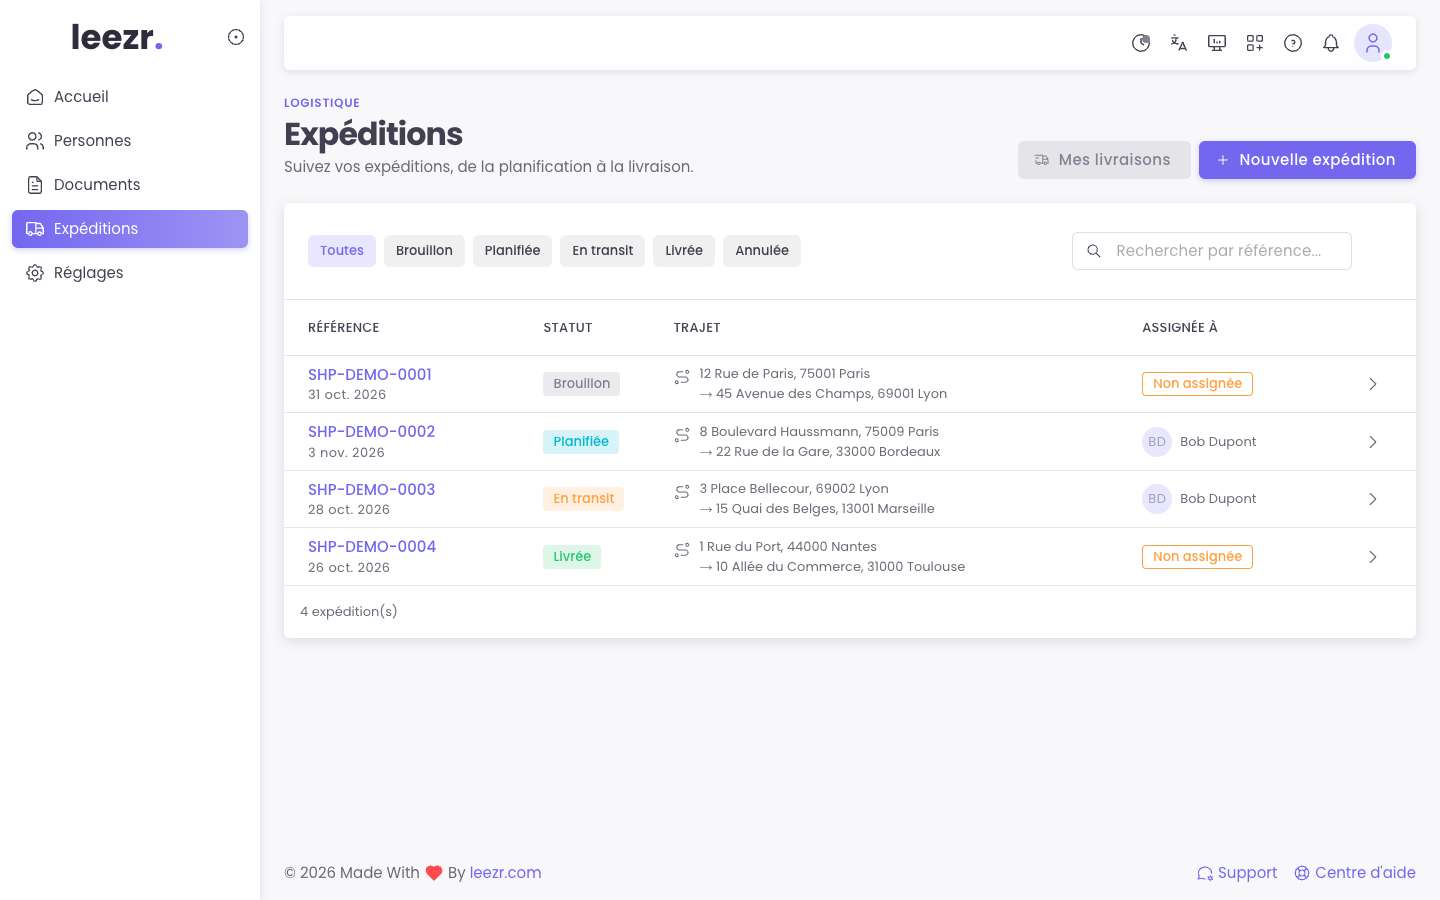 leezr.
Accueil
Personnes
Documents
Expéditions
Réglages
LOGISTIQUE
Expéditions
Suivez vos expéditions, de la planification à la livraison.
Mes livraisons
Nouvelle expédition
Toutes
Brouillon
Planifiée
En transit
Livrée
Annulée
Rechercher par référence...
RÉFÉRENCE STATUT TRAJET ASSIGNÉE À
SHP-DEMO-0001
31 oct. 2026
Brouillon
12 Rue de Paris, 75001 Paris
→ 45 Avenue des Champs, 69001 Lyon
Non assignée
SHP-DEMO-0002
3 nov. 2026
Planifiée
8 Boulevard Haussmann, 75009 Paris
→ 22 Rue de la Gare, 33000 Bordeaux
BD Bob Dupont
SHP-DEMO-0003
28 oct. 2026
En transit
3 Place Bellecour, 69002 Lyon
→ 15 Quai des Belges, 13001 Marseille
BD Bob Dupont
SHP-DEMO-0004
26 oct. 2026
Livrée
1 Rue du Port, 44000 Nantes
→ 10 Allée du Commerce, 31000 Toulouse
Non assignée
4 expédition(s)
© 2026 Made With ❤ By leezr.com
Support
Centre d'aide